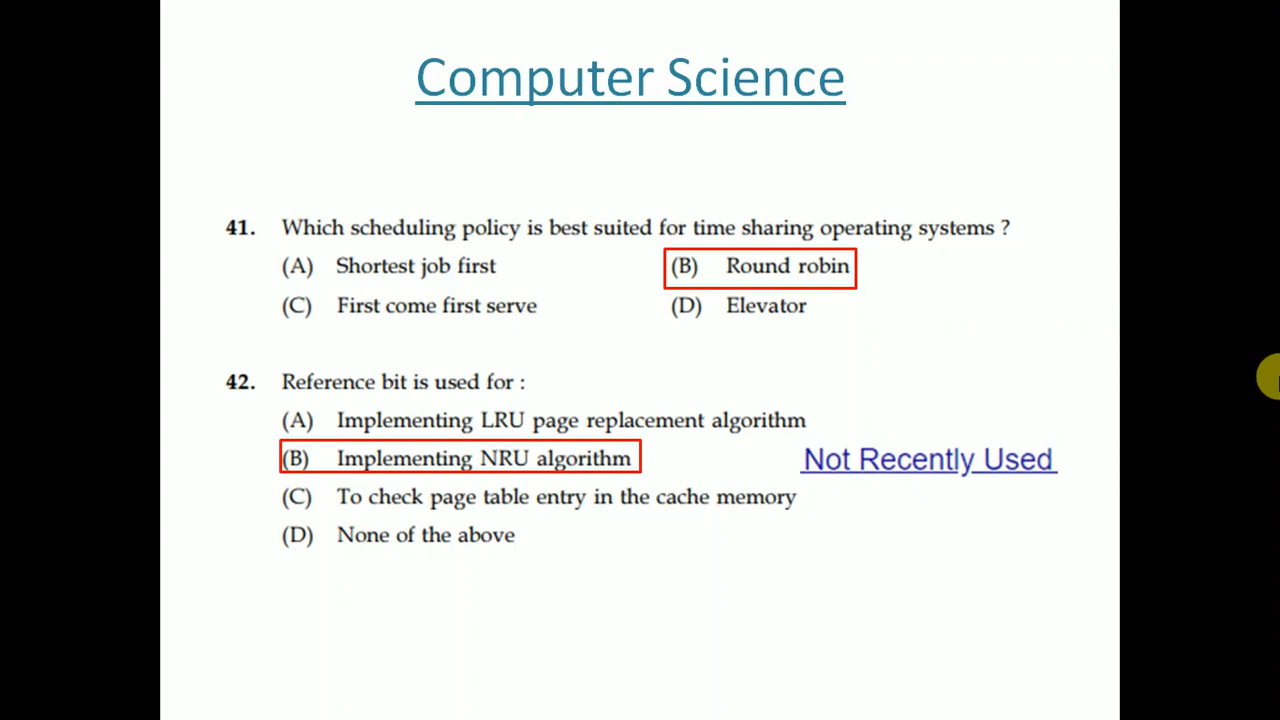 Computer Science
41. Which scheduling policy is best suited for time sharing operating systems ?
(A) Shortest job first (B) Round robin
(C) First come first serve (D) Elevator
42. Reference bit is used for :
(A) Implementing LRU page replacement algorithm
(B) Implementing NRU algorithm Not Recently Used
(C) To check page table entry in the cache memory
(D) None of the above